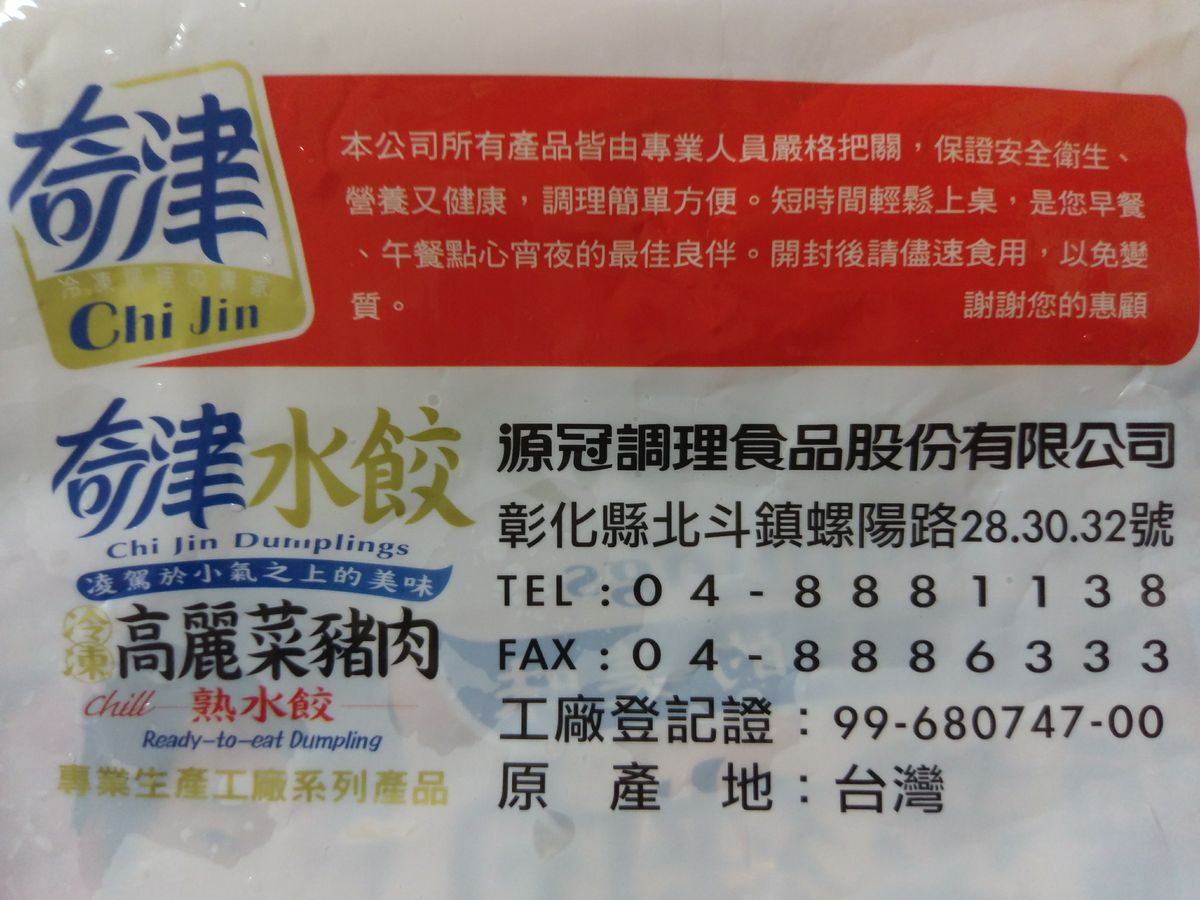 奇津
Chi Jin
本公司所有產品皆由專業人員嚴格把關，保證安全衛生、
營養又健康，調理簡單方便。短時間輕鬆上桌，是您早餐
、午餐點心宵夜的最佳良伴。開封後請儘速食用，以免變
質。
謝謝您的惠顧
奇津水餃
Chi Jin Dumplings
凌駕於小氣之上的美味
冷凍
高麗菜豬肉
Chill 熟水餃
Ready-to-eat Dumpling
專業生產工廠系列產品
源冠調理食品股份有限公司
彰化縣北斗鎮螺陽路28.30.32號
TEL:04-8881138
FAX:04-8886333
工廠登記證:99-680747-00
原產地:台灣